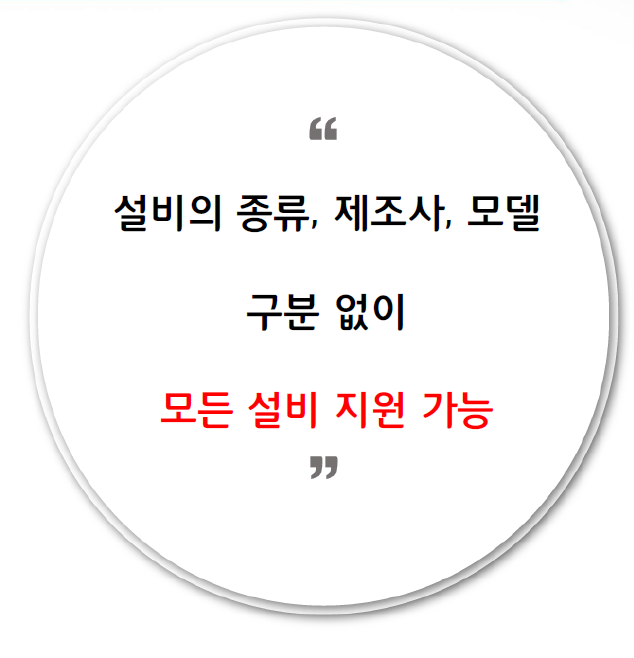 “
설비의 종류, 제조사, 모델
구분 없이
모든 설비 지원 가능
”